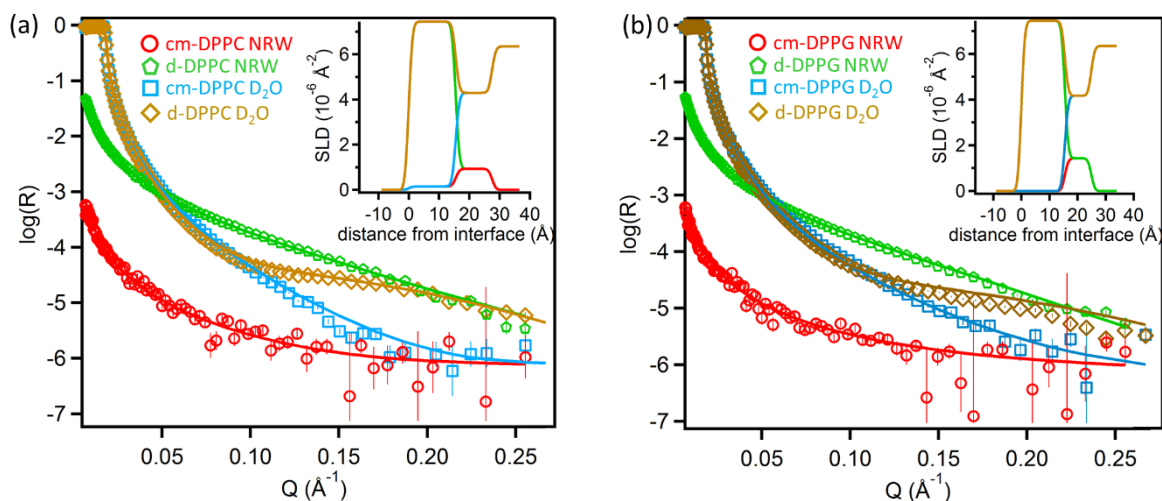 (a)
0
-1
-2
-3
-4
-5
-6
-7
log(R)
0.05
0.10
0.15
0.20
0.25
Q (Å⁻¹)
cm-DPPC NRW
d-DPPC NRW
cm-DPPC D₂O
d-DPPC D₂O
SLD (10⁻⁶ Å⁻²)
6
4
2
0
-10
0
10
20
30
40
distance from interface (Å)
(b)
0
-1
-2
-3
-4
-5
-6
-7
log(R)
0.05
0.10
0.15
0.20
0.25
Q (Å⁻¹)
cm-DPPG NRW
d-DPPG NRW
cm-DPPG D₂O
d-DPPG D₂O
SLD (10⁻⁶ Å⁻²)
6
4
2
0
-10
0
10
20
30
40
distance from interface (Å)